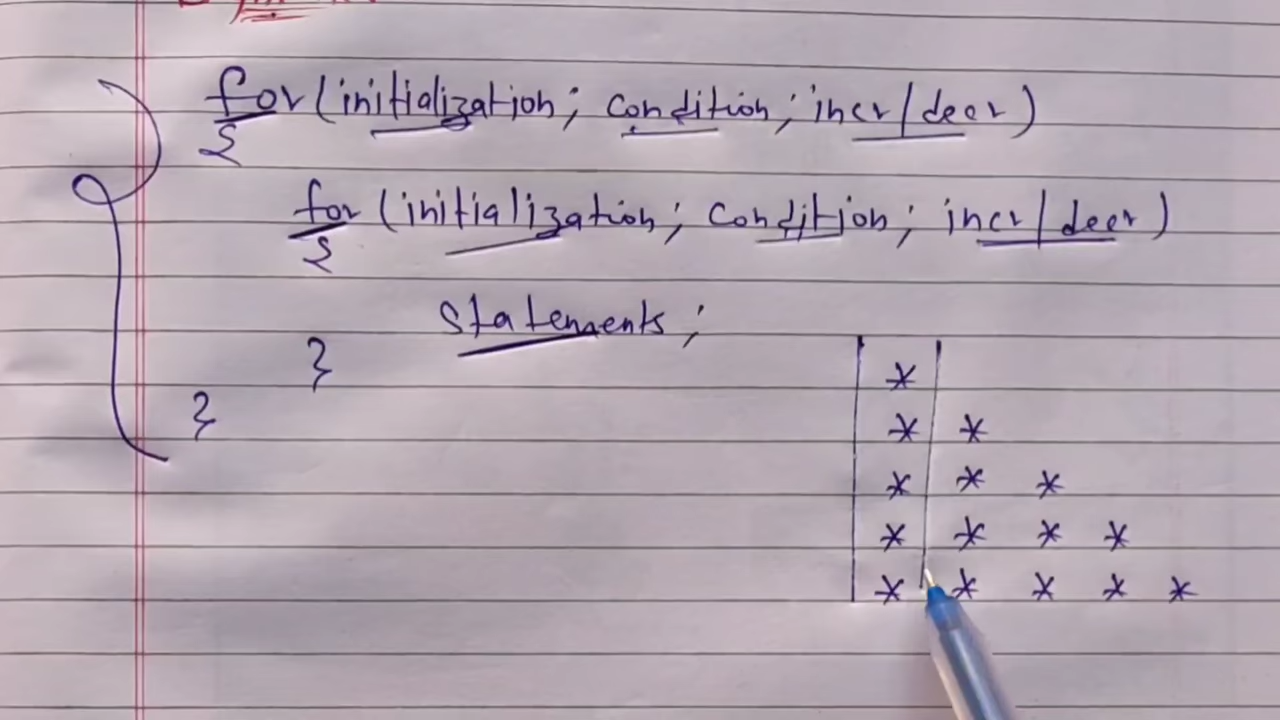 for (initialization; condition; incr/decr)
{
for (initialization; condition; incr/decr)
{
statements;
}
}
*
* *
* * *
* * * *
* * * * *